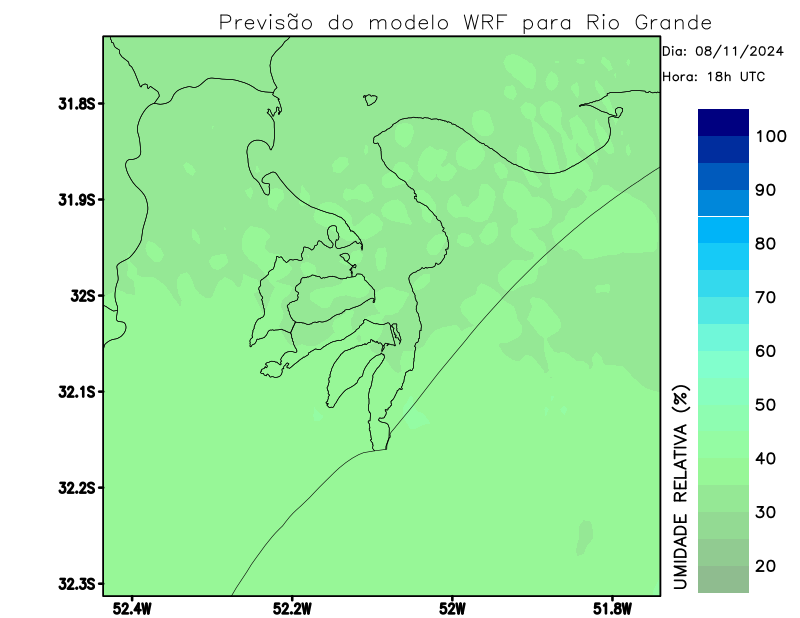 Previsão do modelo WRF para Rio Grande
Dia: 08/11/2024
Hora: 18h UTC
31.8S
31.9S
32S
32.1S
32.2S
32.3S
52.4W
52.2W
52W
51.8W
UMIDADE RELATIVA (%)
100
90
80
70
60
50
40
30
20